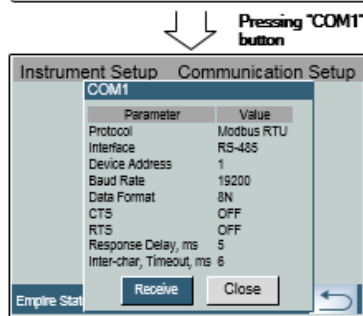 Pressing "COM1"
button
Instrument Setup Communication Setup
COM1
Parameter Value
Protocol Modbus RTU
Interface RS-485
Device Address 1
Baud Rate 19200
Data Format 8N
CTS OFF
RTS OFF
Response Delay, ms 5
Inter-char, Timeout, ms 6
Receive Close
Empire Stat